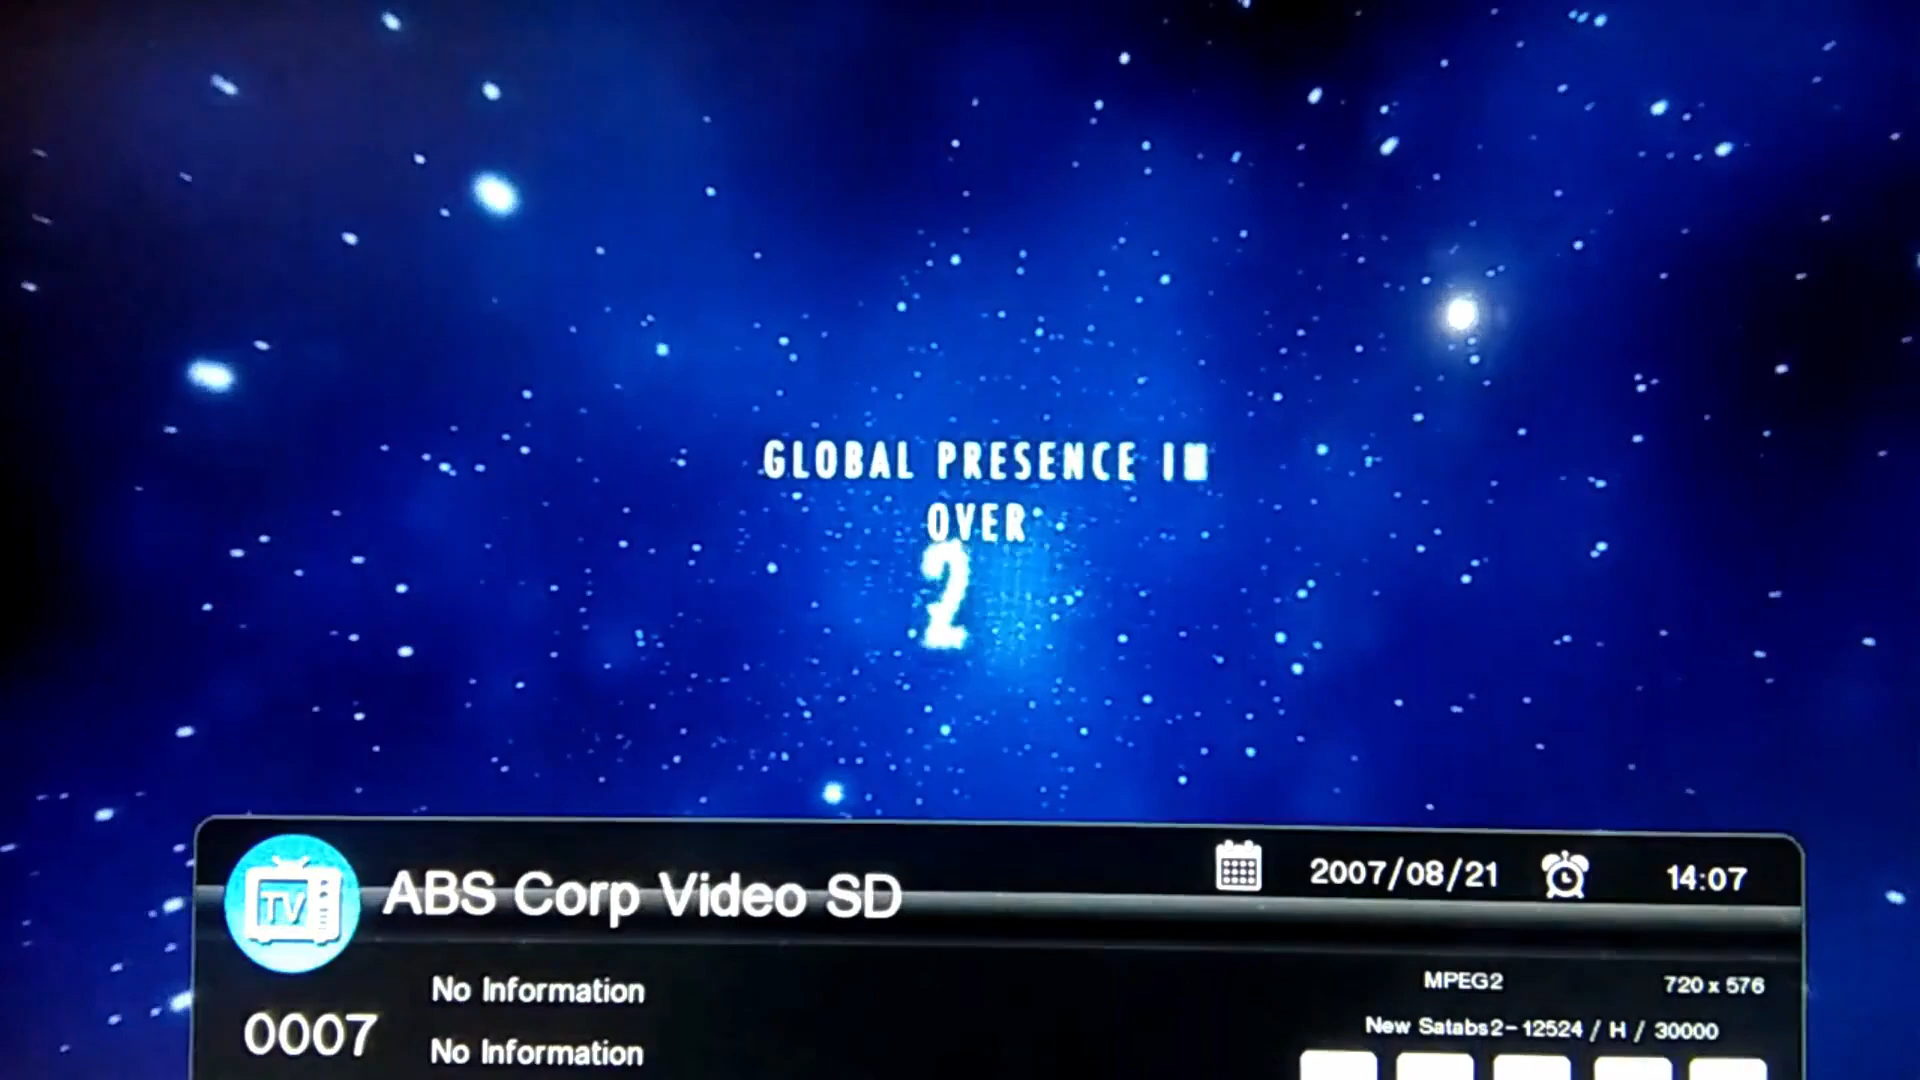 GLOBAL PRESENCE IN
OVER
2
TV
ABS Corp Video SD
2007/08/21
14:07
0007
No Information
No Information
MPEG2
720 x 576
New Satabs2-12524 / H / 30000